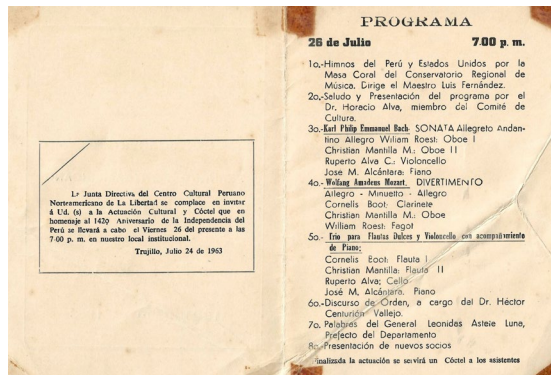 La Junta Directiva del Centro Cultural Peruano
Norteamericano de La Libertad se complace en invitar
á Ud. (s) a la Actuación Cultural y Cóctel que en
homenaje al 142º Aniversario de la Independencia del
Perú se llevará a cabo el Viernes 26 del presente a las
7.00 p. m. en nuestro local institucional.
Trujillo, Julio 24 de 1963
PROGRAMA
26 de Julio 7.00 p. m.
1o.-Himnos del Perú y Estados Unidos por la
Masa Coral del Conservatorio Regional de
Música. Dirige el Maestro Luis Fernández.
2o.-Saludo y Presentación del programa por el
Dr. Horacio Alva, miembro del Comité de
Cultura.
3o.-Karl Philip Emmanuel Bach- SONATA Allegreto Andan-
tino Allegro Wiliam Roest: Oboe I
Christian Mantilla M.: Oboe II
Ruperto Alva C.: Violoncello
Jose M. Alcántara: Piano
4o.-Wolfang Amadeus Mozart. DIVERTIMENTO
Allegro - Minuetto - Allegro
Cornelis Boot: Clarinete
Christian Mantilla M.: Oboe
William Roest: Fagot
5o.- Trio para Flautas Dulces y Violoncello con acompañamiento
de Piano:
Cornelis Boot: Flauta I
Christian Mantilla: Flauta II
Ruperto Alva: Cello
José M. Alcántara. Piano
6o.-Discurso de Orden, a cargo del Dr. Héctor
Centurión Vallejo.
7o. Palabras del General Leonidas Astete Luna,
Prefecto del Departamento
8o.-Presentación de nuevos socios
Finalizada la actuación se servirá un Cóctel a los asistentes